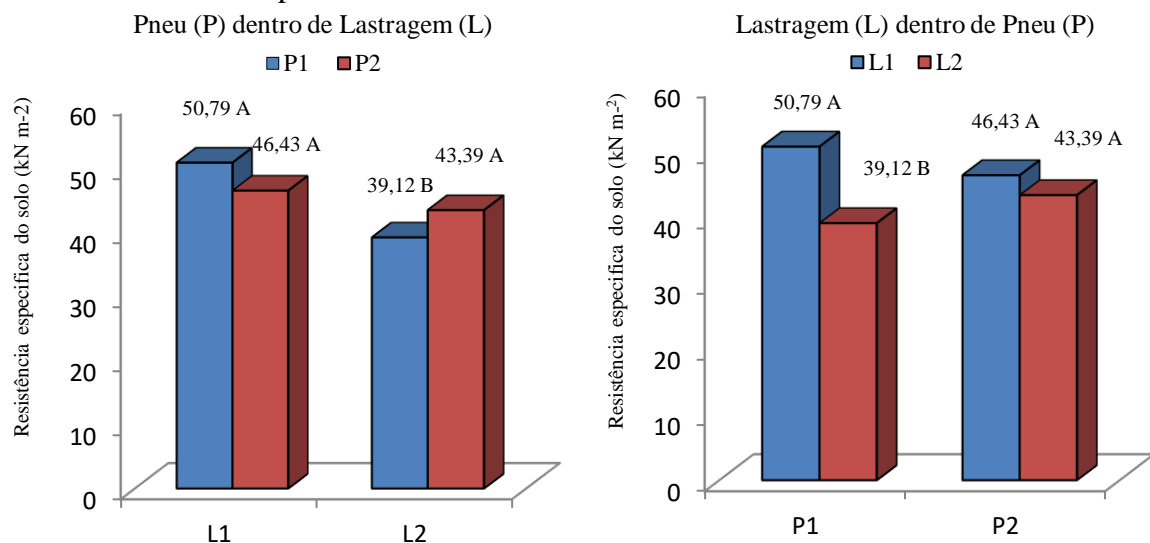 Pneu (P) dentro de Lastragem (L)
P1 P2
Resistência especifica do solo (kN m-2)
60
50
40
30
20
10
0
50,79 A
46,43 A
39,12 B
43,39 A
L1 L2
Lastragem (L) dentro de Pneu (P)
L1 L2
Resistência especifica do solo (kN m-²)
60
50
40
30
20
10
0
50,79 A
39,12 B
46,43 A
43,39 A
P1 P2